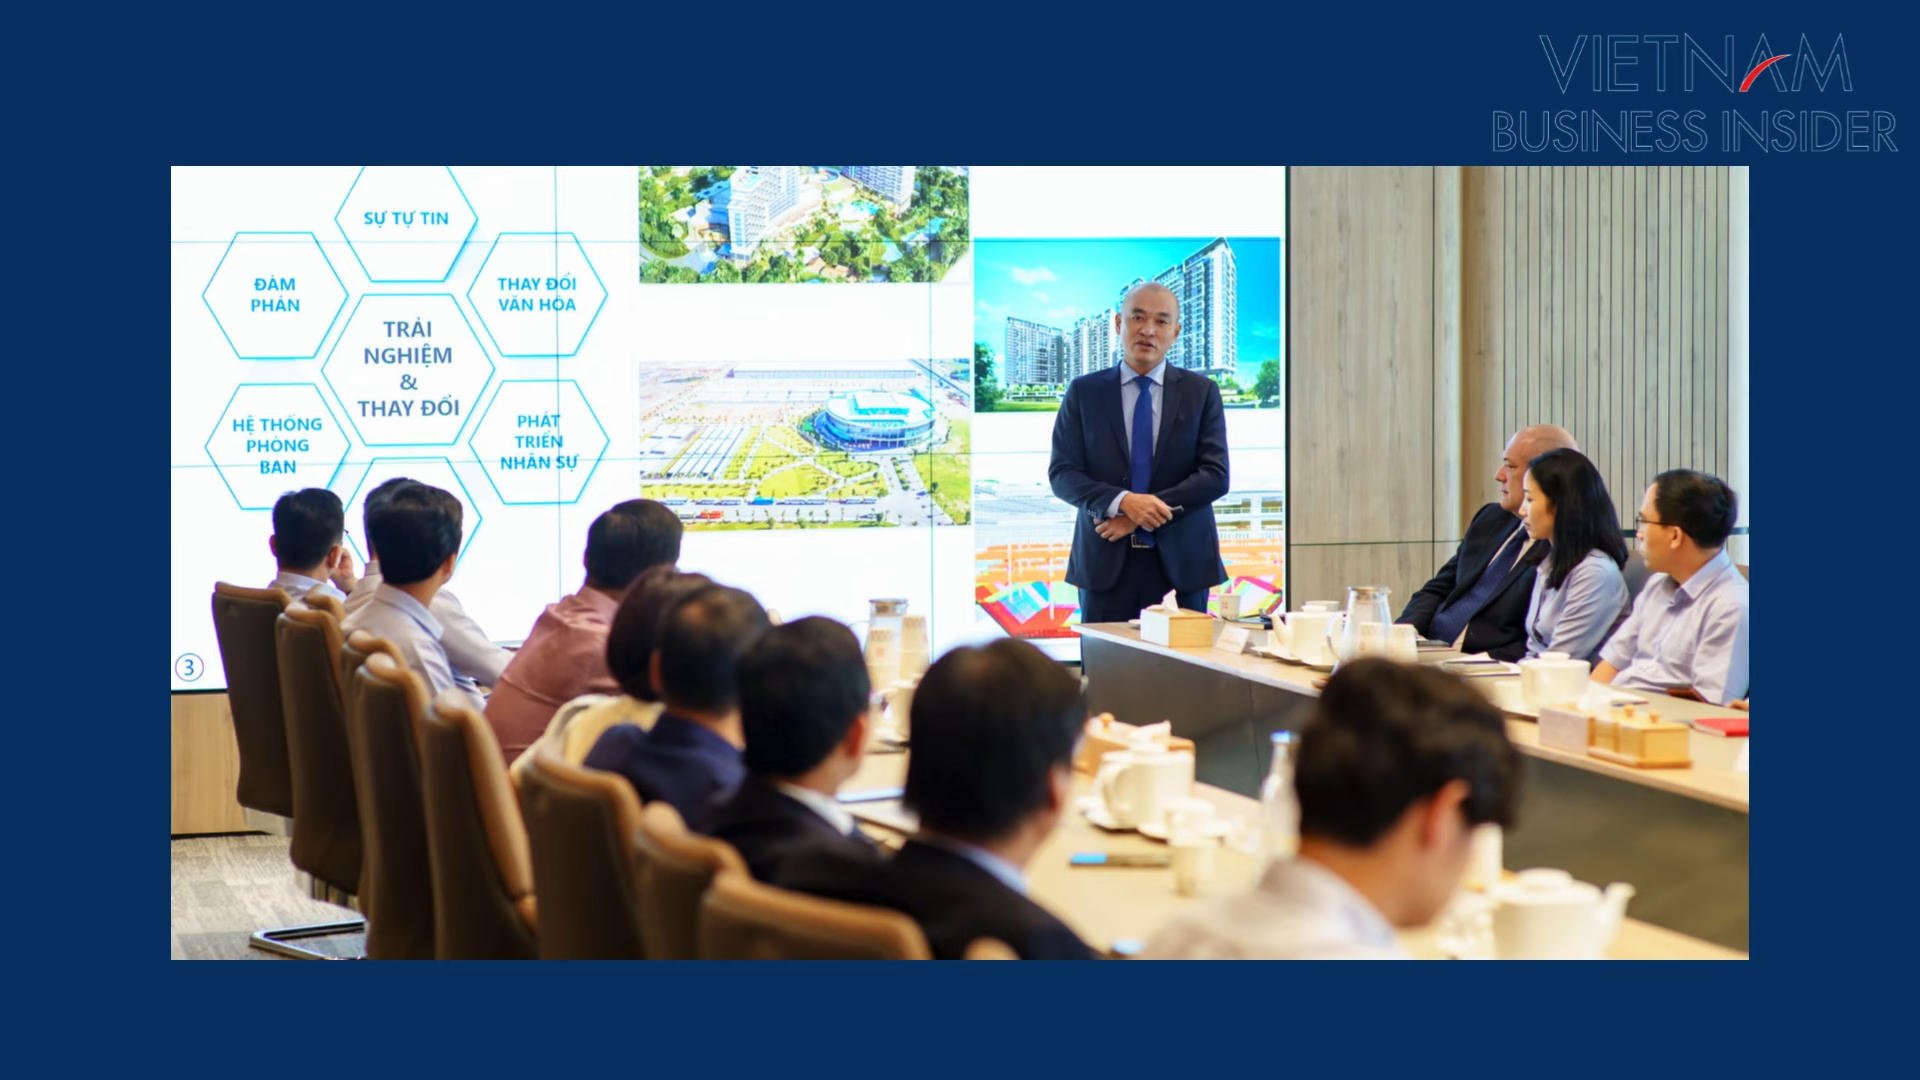 VIETNAM
BUSINESS INSIDER
SỰ TỰ TIN
ĐÀM
PHÁN
THAY ĐỔI
VĂN HÓA
TRẢI
NGHIỆM
&
THAY ĐỔI
HỆ THỐNG
PHÒNG
BAN
PHÁT
TRIỂN
NHÂN SỰ
3